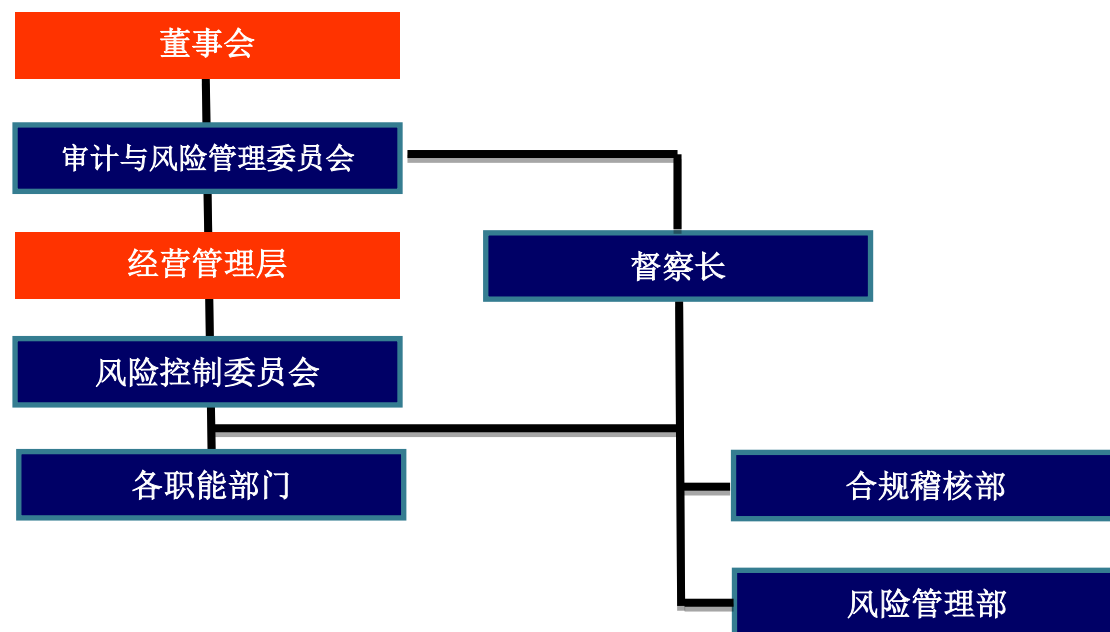 董事会
审计与风险管理委员会
经营管理层
督察长
风险控制委员会
各职能部门
合规稽核部
风险管理部